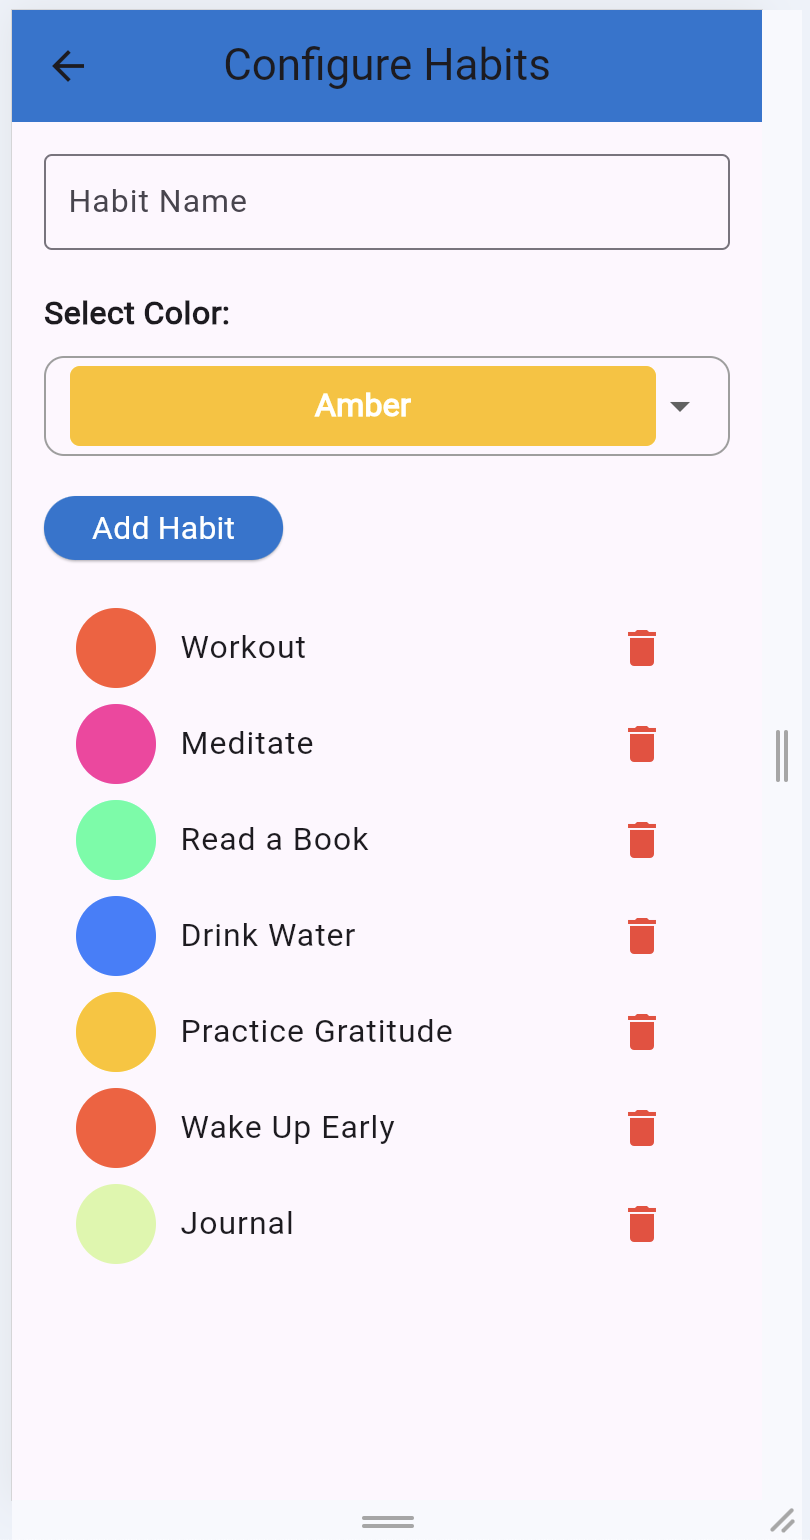 Configure Habits
Habit Name
Select Color:
Amber
Add Habit
Workout
Meditate
Read a Book
Drink Water
Practice Gratitude
Wake Up Early
Journal